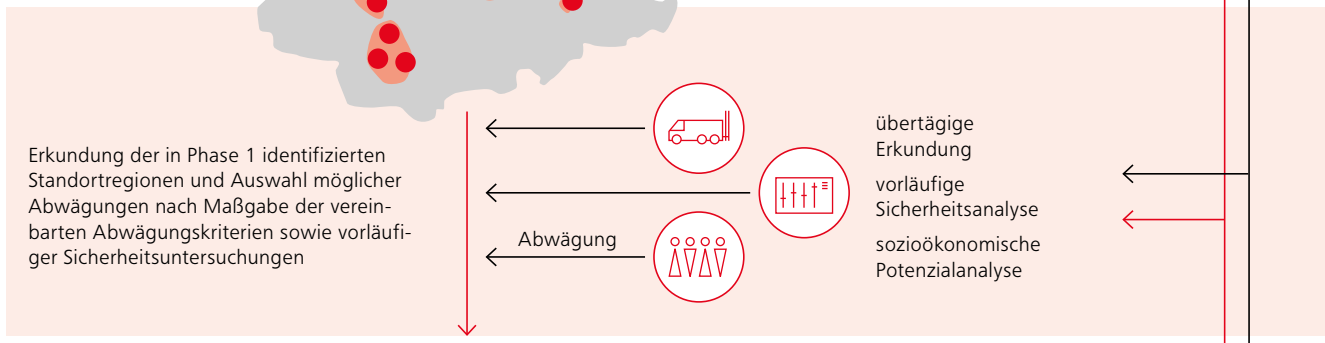 Erkundung der in Phase 1 identifizierten
Standortregionen und Auswahl möglicher
Abwägungen nach Maßgabe der verein-
barten Abwägungskriterien sowie vorläufi-
ger Sicherheitsuntersuchungen
Abwägung
übertägige
Erkundung
vorläufige
Sicherheitsanalyse
sozioökonomische
Potenzialanalyse